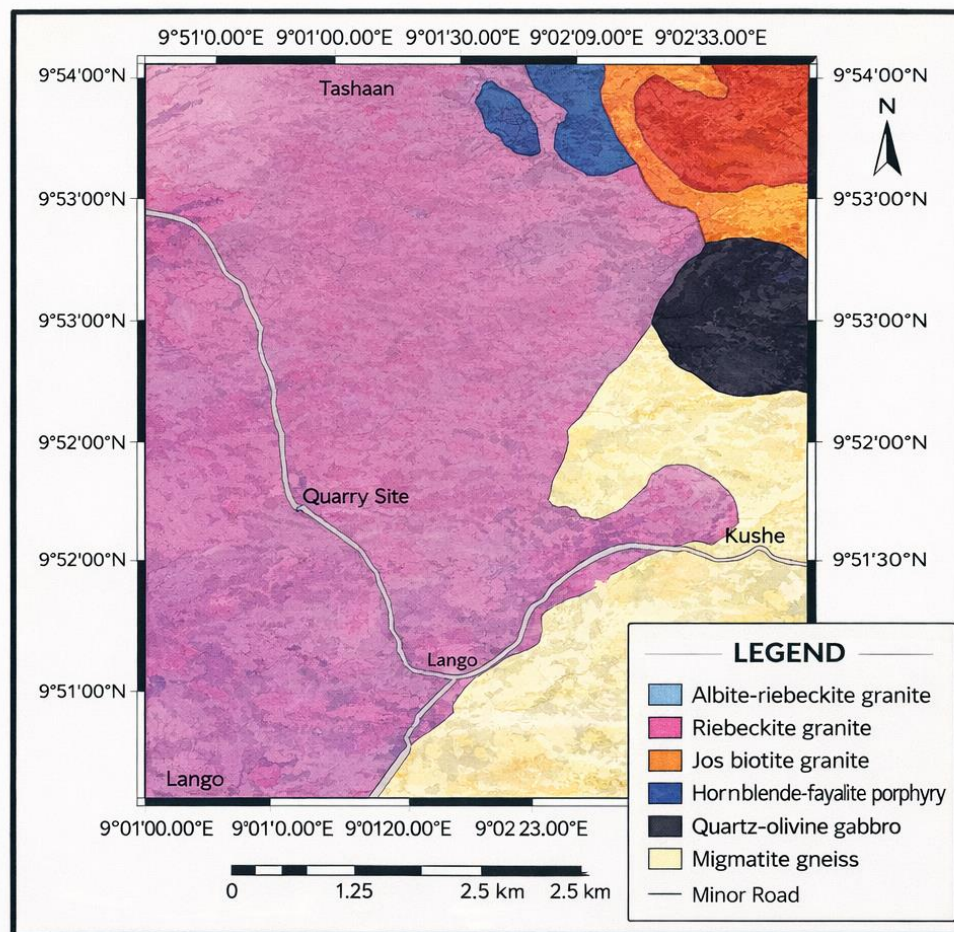 9°51'0.00"E 9°01'00.00"E 9°01'30.00"E 9°02'09.00"E 9°02'33.00"E
9°54'00"N
Tashaan
9°54'00"N
N
9°53'00"N
9°53'00"N
9°53'00"N
9°53'00"N
9°52'00"N
9°52'00"N
Quarry Site
Kushe
9°52'00"N
9°51'30"N
Lango
9°51'00"N
Lango
9°01'00.00"E 9°01'10.00"E 9°01'20.00"E 9°02 23.00"E
0 1.25 2.5 km 2.5 km
LEGEND
Albite-riebeckite granite
Riebeckite granite
Jos biotite granite
Hornblende-fayalite porphyry
Quartz-olivine gabbro
Migmatite gneiss
Minor Road